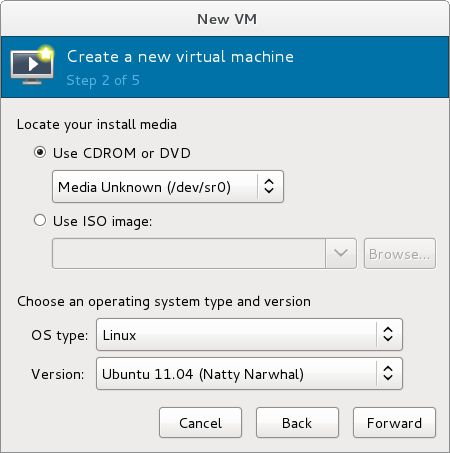 New VM
Create a new virtual machine
Step 2 of 5
Locate your install media
Use CDROM or DVD
Media Unknown (/dev/sr0)
Use ISO image:
Browse...
Choose an operating system type and version
OS type: Linux
Version: Ubuntu 11.04 (Natty Narwhal)
Cancel Back Forward